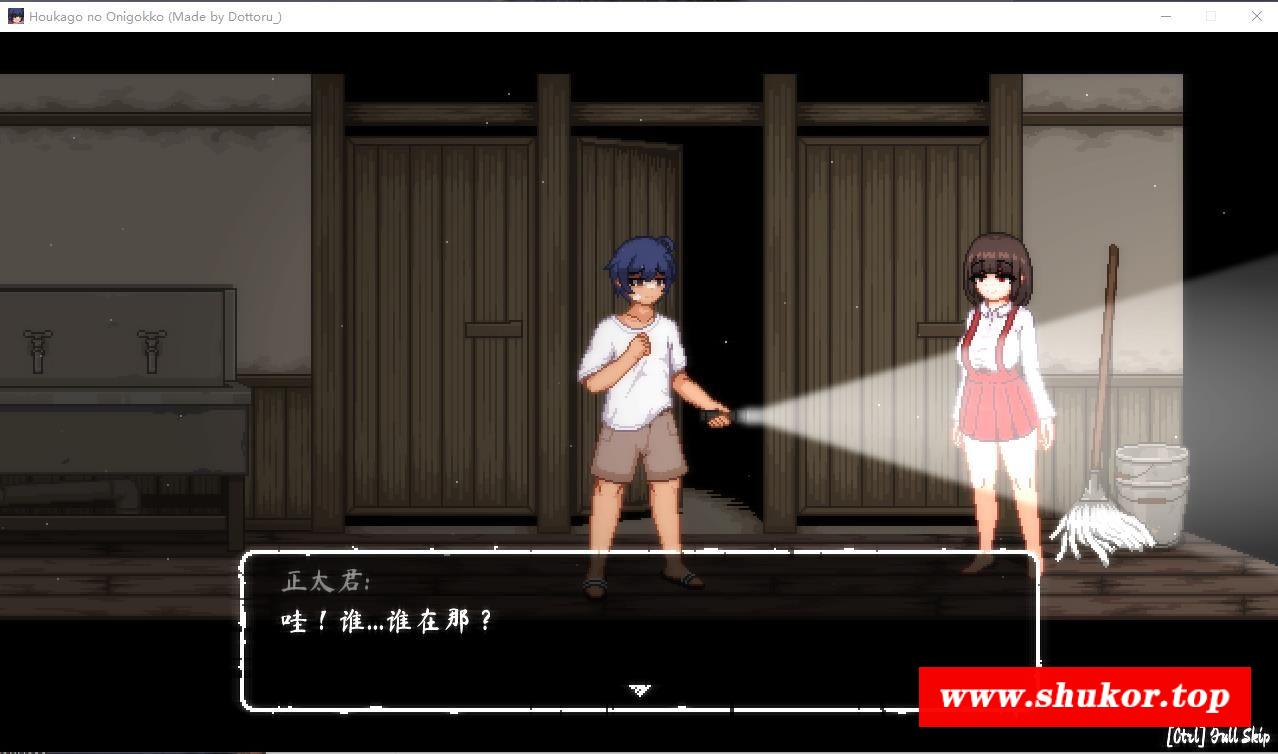 Houkago no Onigokko (Made by Dottoru_)
正太君:
哇！谁...谁在那？
www.shukor.top
[Ctrl] Full Skip